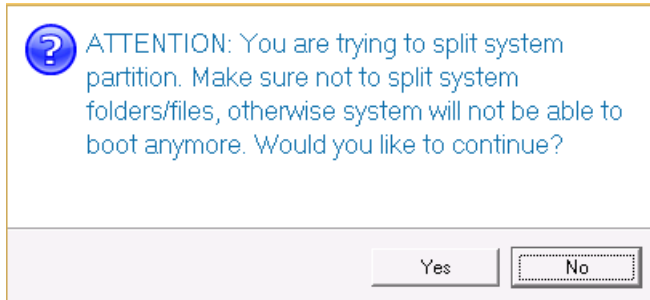 ATTENTION: You are trying to split system
partition. Make sure not to split system
folders/files, otherwise system will not be able to
boot anymore. Would you like to continue?
Yes No